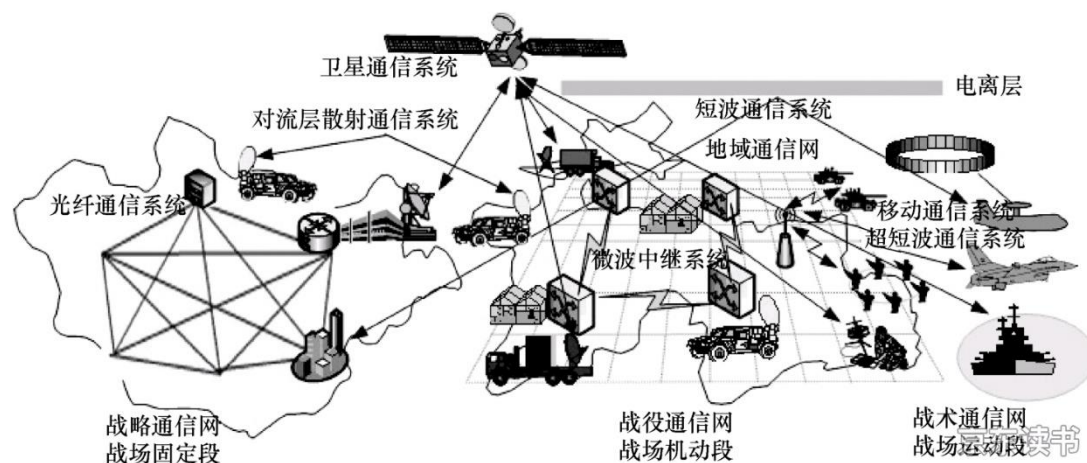 卫星通信系统
电离层
短波通信系统
对流层散射通信系统
地域通信网
光纤通信系统
移动通信系统
超短波通信系统
微波中继系统
战略通信网
战场固定段
战役通信网
战场机动段
战术通信网
战场运动段
读书